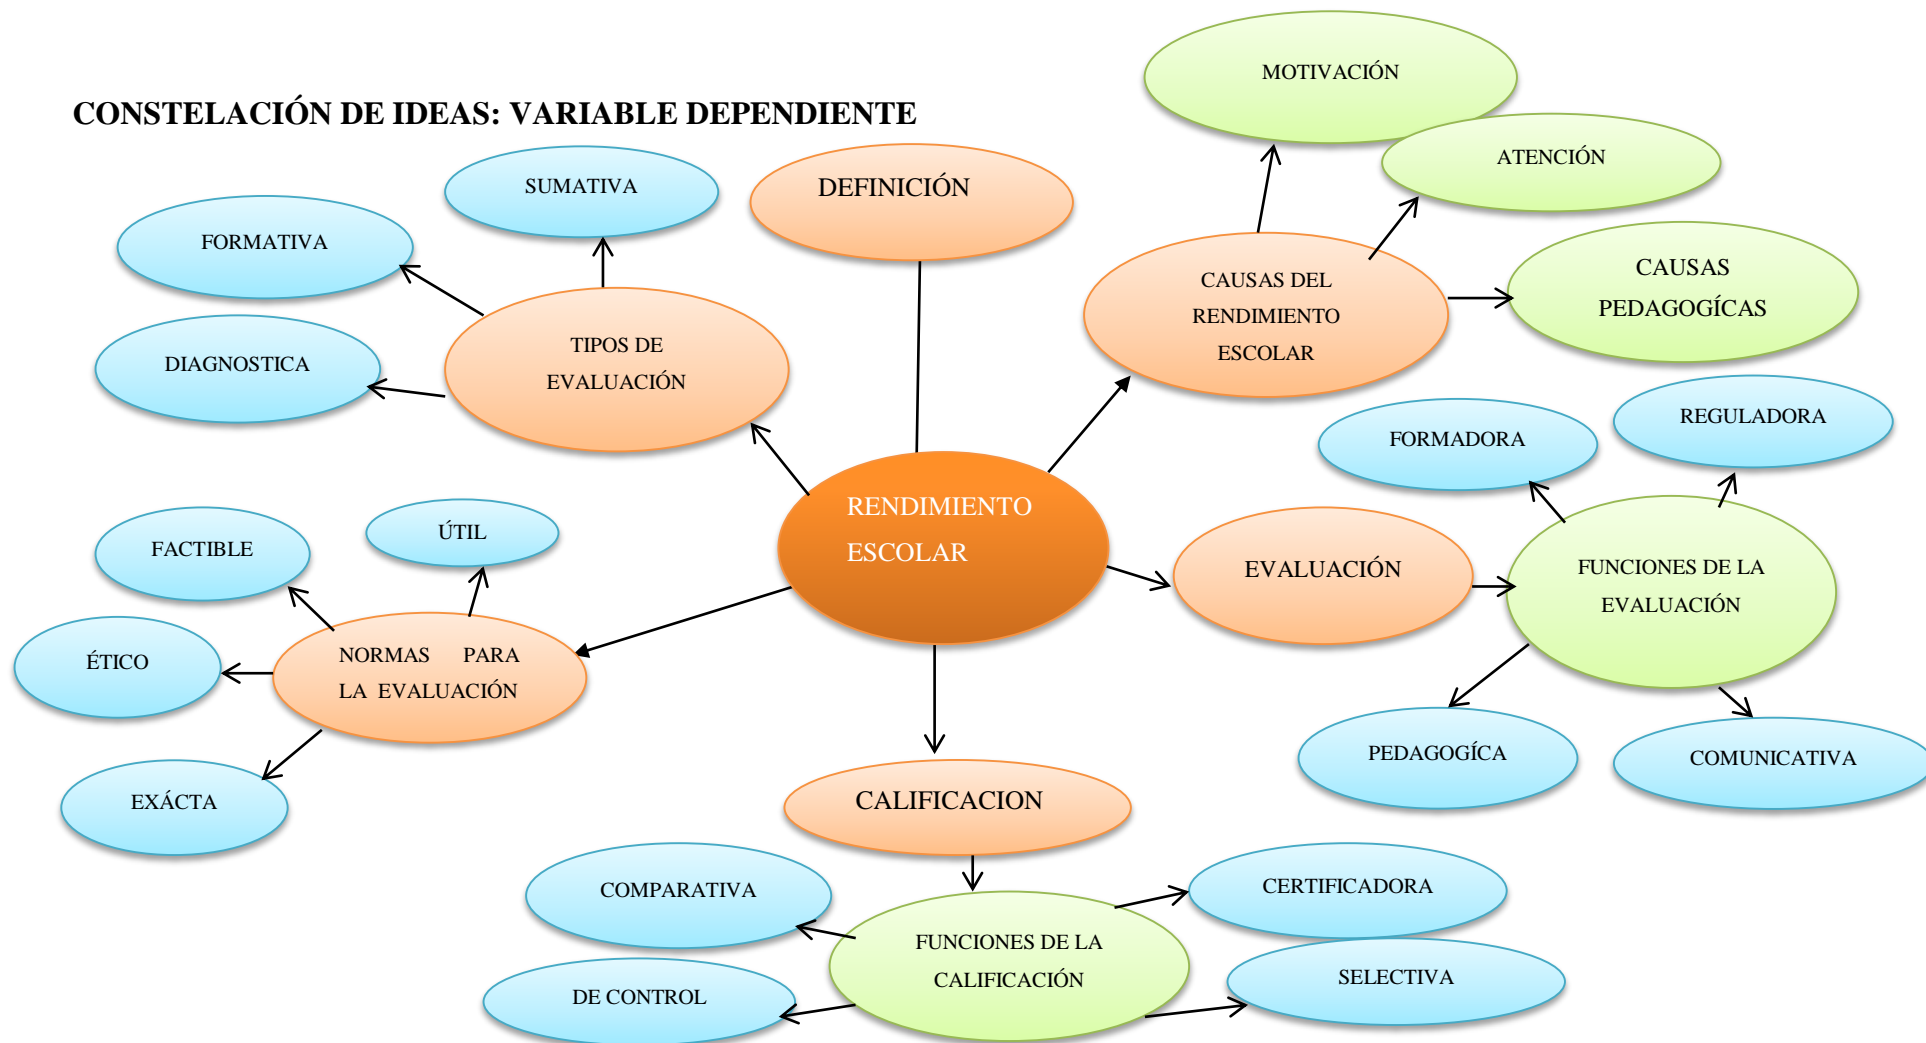 CONSTELACIÓN DE IDEAS: VARIABLE DEPENDIENTE
MOTIVACIÓN
ATENCIÓN
SUMATIVA
DEFINICIÓN
FORMATIVA
CAUSAS DEL
RENDIMIENTO
ESCOLAR
CAUSAS
PEDAGOGÍCAS
TIPOS DE
EVALUACIÓN
DIAGNOSTICA
REGULADORA
FORMADORA
RENDIMIENTO
ESCOLAR
ÚTIL
FACTIBLE
EVALUACIÓN
FUNCIONES DE LA
EVALUACIÓN
ÉTICO
NORMAS PARA
LA EVALUACIÓN
PEDAGOGÍCA
COMUNICATIVA
EXÁCTA
CALIFICACION
COMPARATIVA
CERTIFICADORA
FUNCIONES DE LA
CALIFICACIÓN
DE CONTROL
SELECTIVA